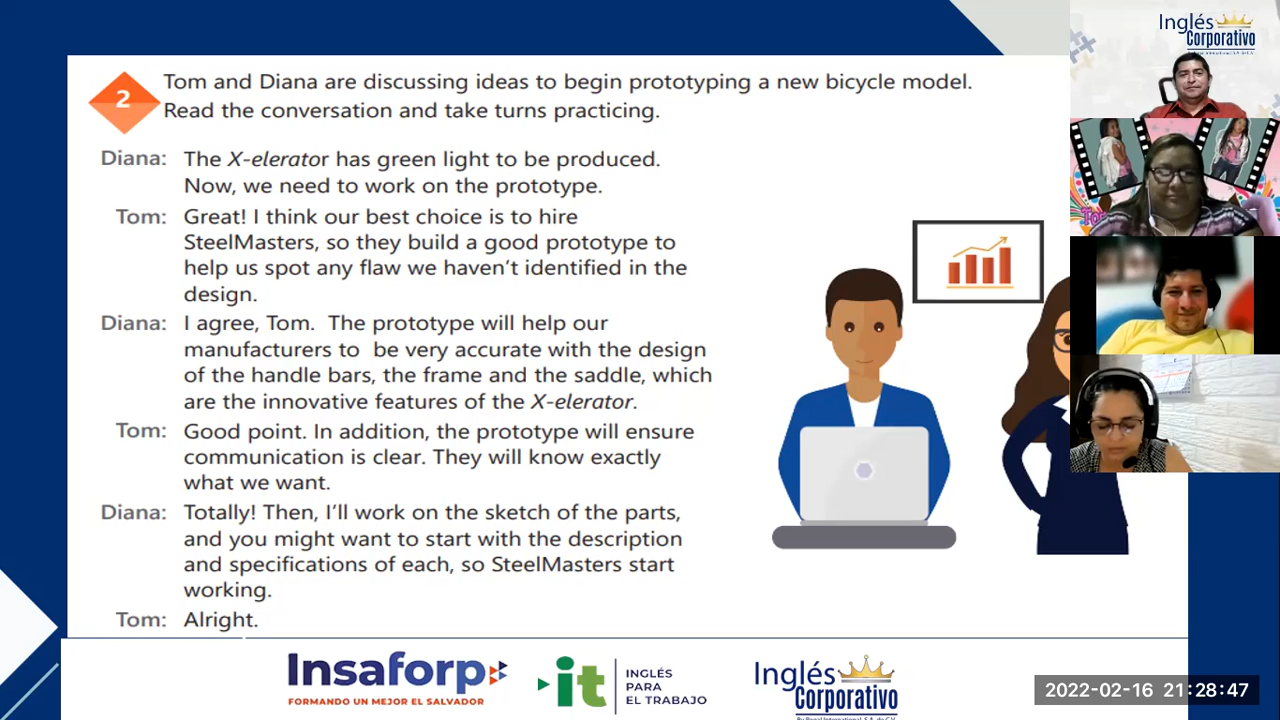 2
Tom and Diana are discussing ideas to begin prototyping a new bicycle model.
Read the conversation and take turns practicing.
Diana: The X-elerator has green light to be produced.
Now, we need to work on the prototype.
Tom: Great! I think our best choice is to hire
SteelMasters, so they build a good prototype to
help us spot any flaw we haven't identified in the
design.
Diana: I agree, Tom. The prototype will help our
manufacturers to be very accurate with the design
of the handle bars, the frame and the saddle, which
are the innovative features of the X-elerator.
Tom: Good point. In addition, the prototype will ensure
communication is clear. They will know exactly
what we want.
Diana: Totally! Then, I'll work on the sketch of the parts,
and you might want to start with the description
and specifications of each, so SteelMasters start
working.
Tom: Alright.
Inglés
Corporativo
Insaforp
FORMANDO UN MEJOR EL SALVADOR
it
INGLÉS
PARA
EL TRABAJO
Inglés
Corporativo
2022-02-16 21:28:47